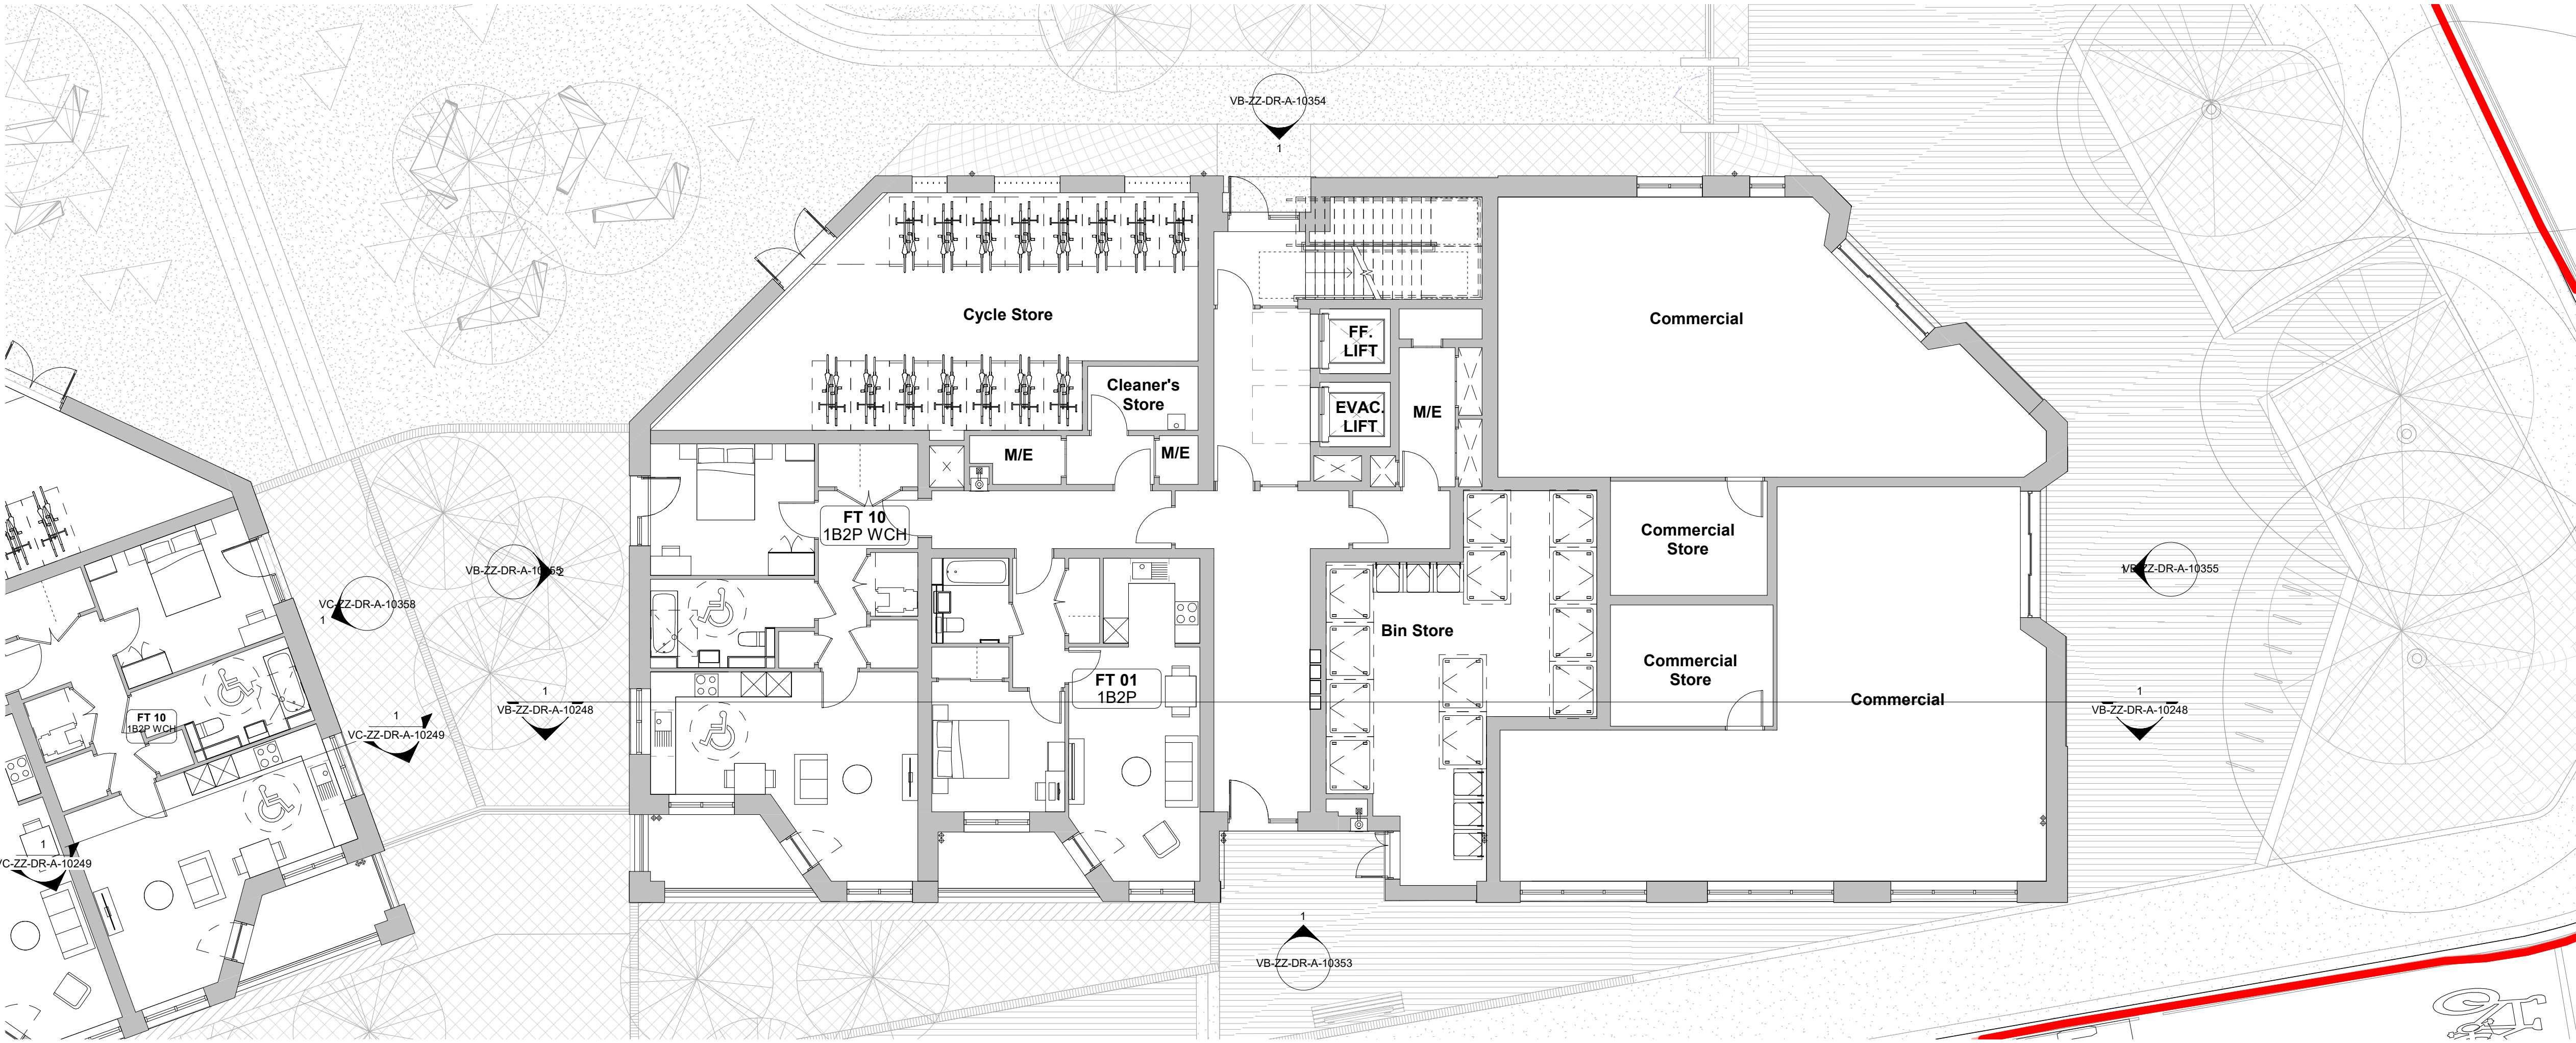 VB-ZZ-DR-A-10354
1
Cycle Store
FF.
LIFT
Commercial
Cleaner's
Store
EVAC.
LIFT
M/E
M/E
M/E
FT 10
1B2P WCH
Commercial
Store
VB-ZZ-DR-A-10355
2
VB-ZZ-DR-A-10355
1
VC-ZZ-DR-A-10358
1
Bin Store
Commercial
Store
FT 01
1B2P
Commercial
1
VB-ZZ-DR-A-10248
1
VB-ZZ-DR-A-10248
FT 10
1B2P WCH
1
VC-ZZ-DR-A-10249
1
VC-ZZ-DR-A-10249
1
VB-ZZ-DR-A-10353